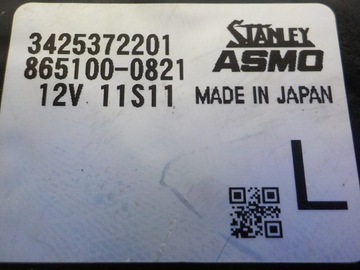 3425372201
865100-0821
12V 11S11
STANLEY
ASMO
MADE IN JAPAN
L